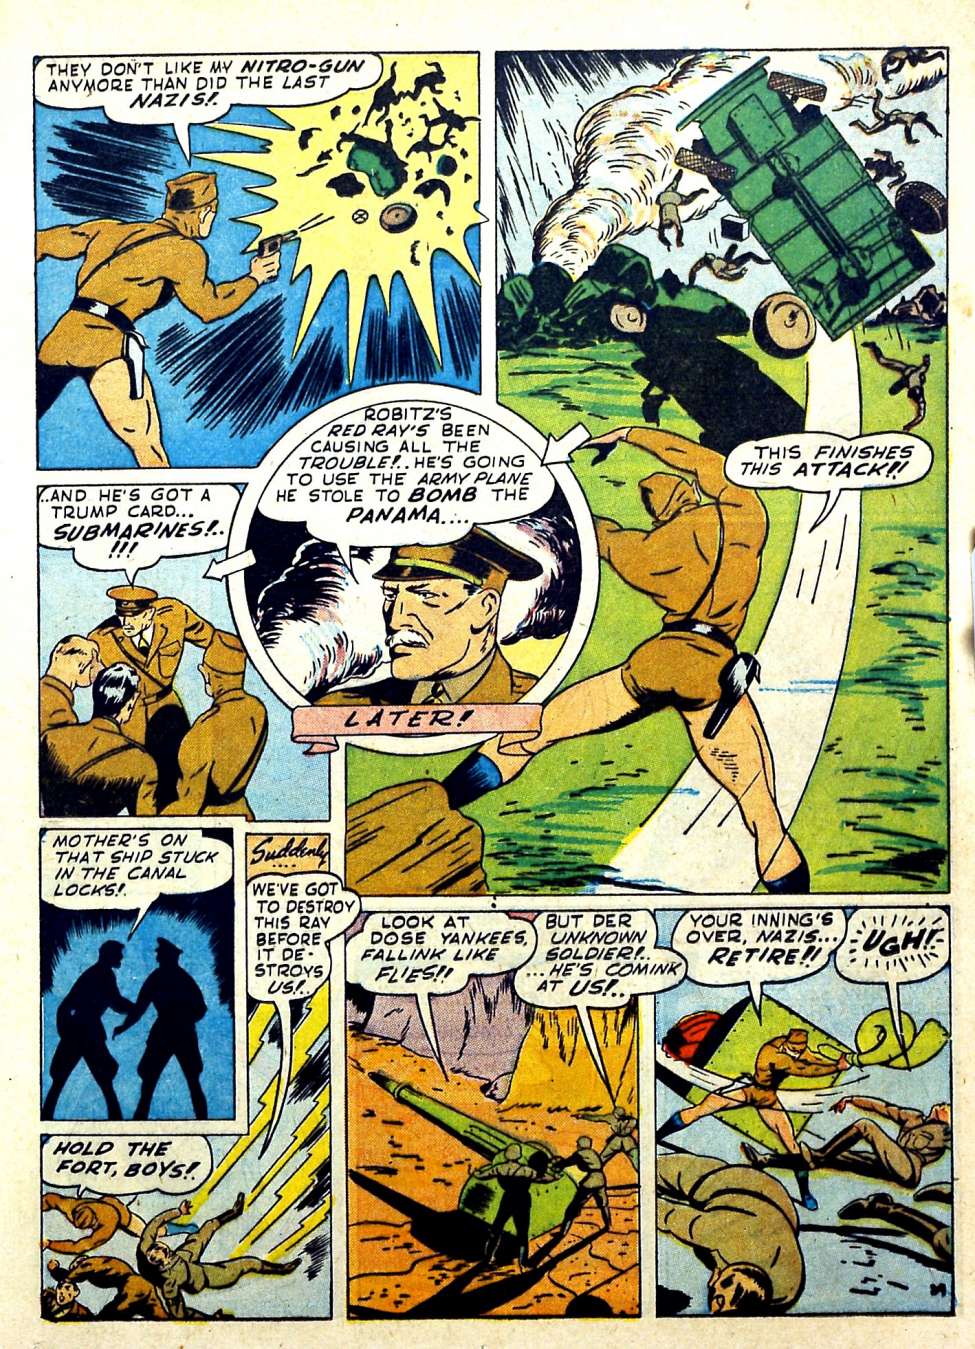 THEY DON'T LIKE MY NITRO-GUN
ANYMORE THAN DID THE LAST
NAZIS!.
THIS FINISHES
THIS ATTACK!!
ROBITZ'S
RED RAY'S BEEN
CAUSING ALL THE
TROUBLE!.. HE'S GOING
TO USE THE ARMY PLANE
HE STOLE TO BOMB THE
PANAMA....
LATER!
..AND HE'S GOT A
TRUMP CARD...
SUBMARINES!..
!!!
MOTHER'S ON
THAT SHIP STUCK
IN THE CANAL
LOCKS!.
Suddenly
....
WE'VE GOT
TO DESTROY
THIS RAY
BEFORE
IT DE-
STROYS
US!..
HOLD THE
FORT, BOYS!!
LOOK AT
DOSE YANKEES,
FALLINK LIKE
FLIES!!
BUT DER
UNKNOWN
SOLDIER!..
...HE'S COMINK
AT US!..
YOUR INNING'S
OVER, NAZIS...
RETIRE!!
UGH!
5